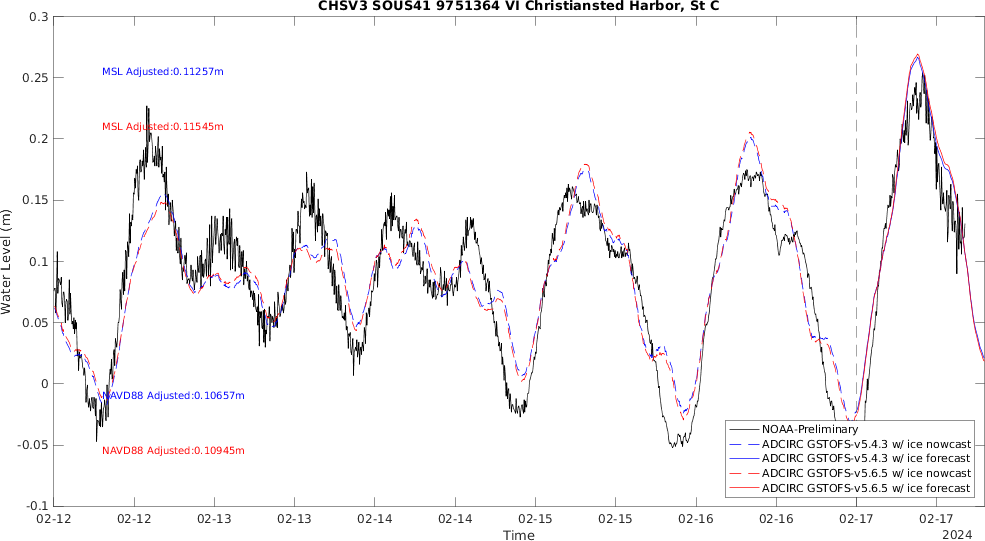 CHSV3 SOUS41 9751364 VI Christiansted Harbor, St C
0.3
0.25
0.2
0.15
0.1
0.05
0
-0.05
-0.1
Water Level (m)
MSL Adjusted:0.11257m
MSL Adjusted:0.11545m
NAVD88 Adjusted:0.10657m
NAVD88 Adjusted:0.10945m
NOAA-Preliminary
ADCIRC GSTOFS-v5.4.3 w/ ice nowcast
ADCIRC GSTOFS-v5.4.3 w/ ice forecast
ADCIRC GSTOFS-v5.6.5 w/ ice nowcast
ADCIRC GSTOFS-v5.6.5 w/ ice forecast
02-12 02-12 02-13 02-13 02-14 02-14 02-15 02-15 02-16 02-16 02-17 02-17
Time
2024